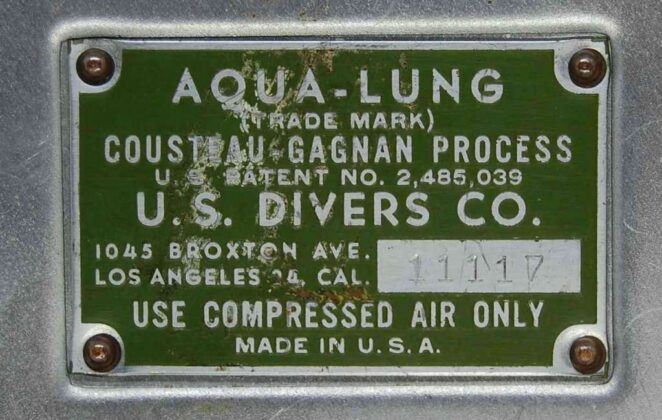 AQUA-LUNG
(TRADE MARK)
COUSTEAU-GAGNAN PROCESS
U.S. PATENT NO. 2,485,039
U.S. DIVERS CO.
1045 BROXTON AVE.
LOS ANGELES 24, CAL.
11117
USE COMPRESSED AIR ONLY
MADE IN U.S.A.